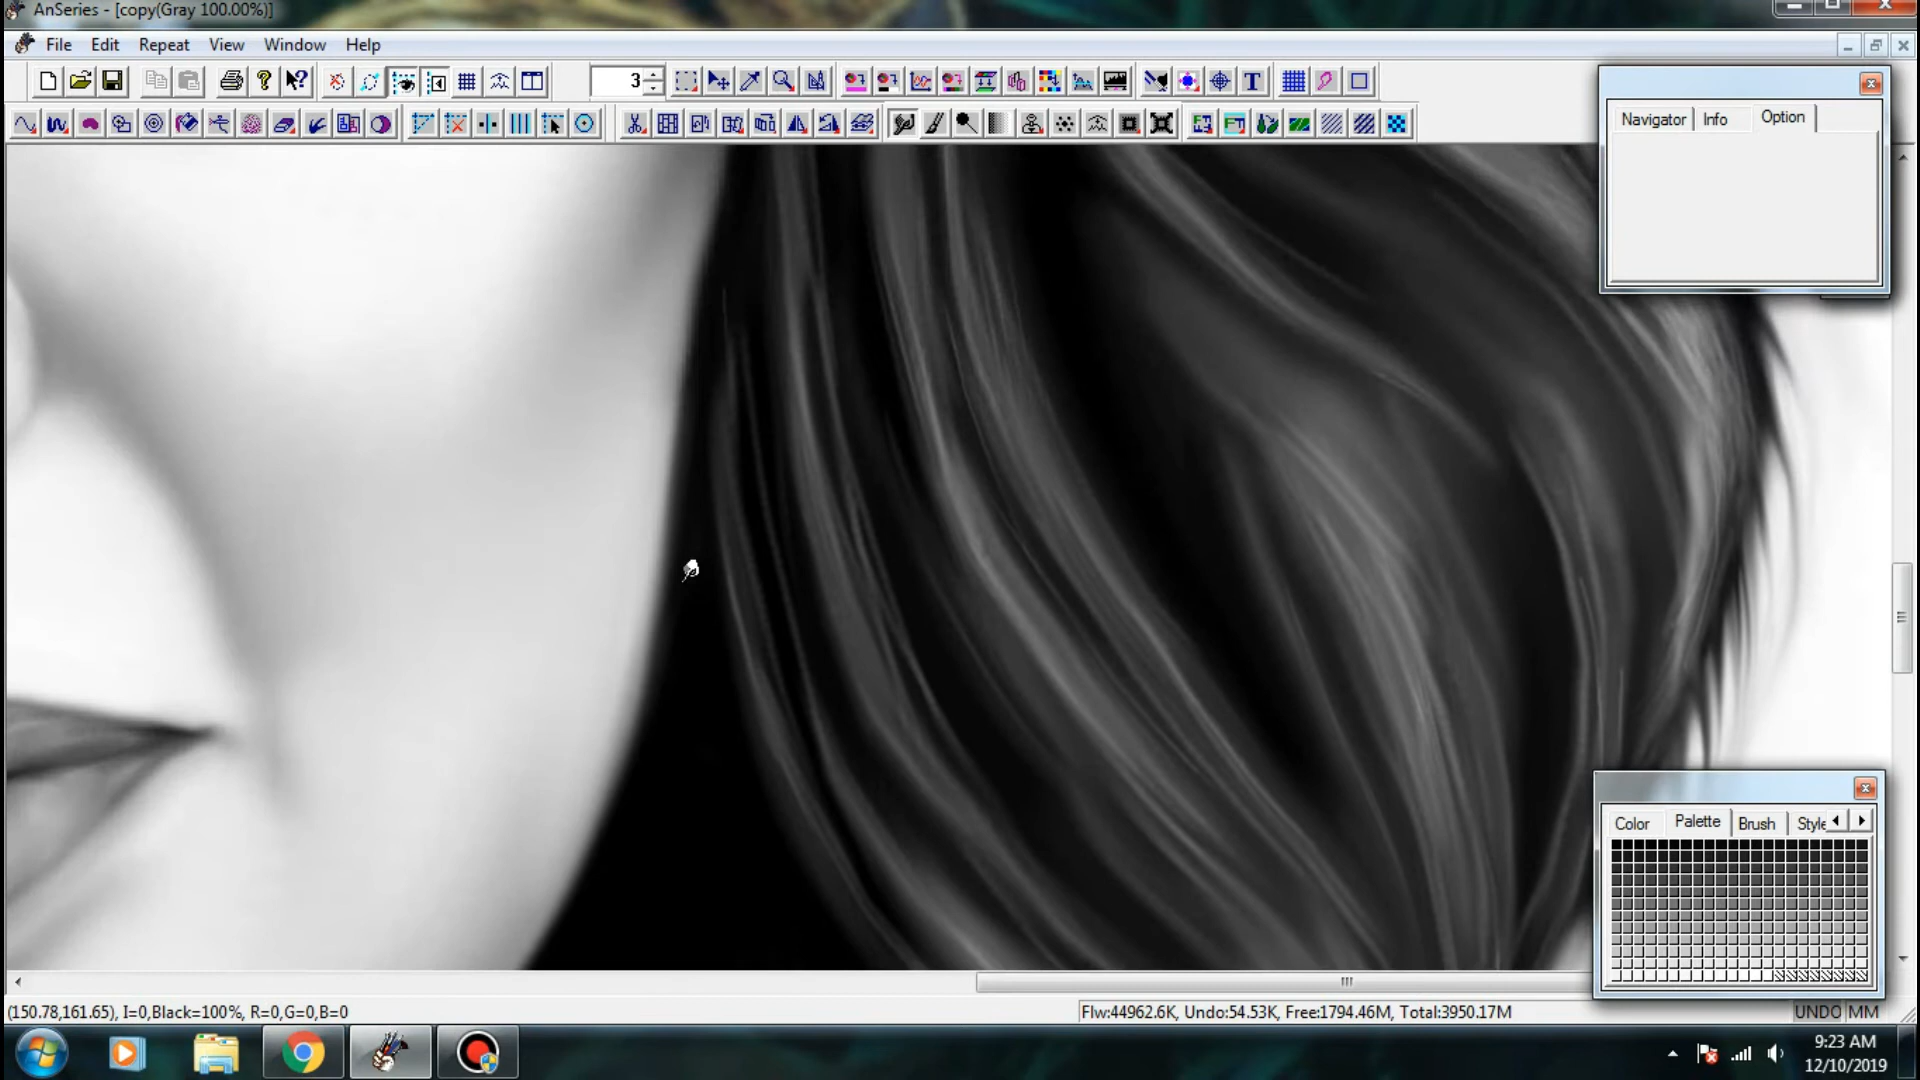 AnSeries - [copy(Gray 100.00%)]
File Edit Repeat View Window Help
3
Navigator Info Option
Color Palette Brush Style
(150.78,161.65), I=0,Black=100%, R=0,G=0,B=0
Flw:44962.6K, Undo:54.53K, Free:1794.46M, Total:3950.17M
UNDO MM
9:23 AM
12/10/2019